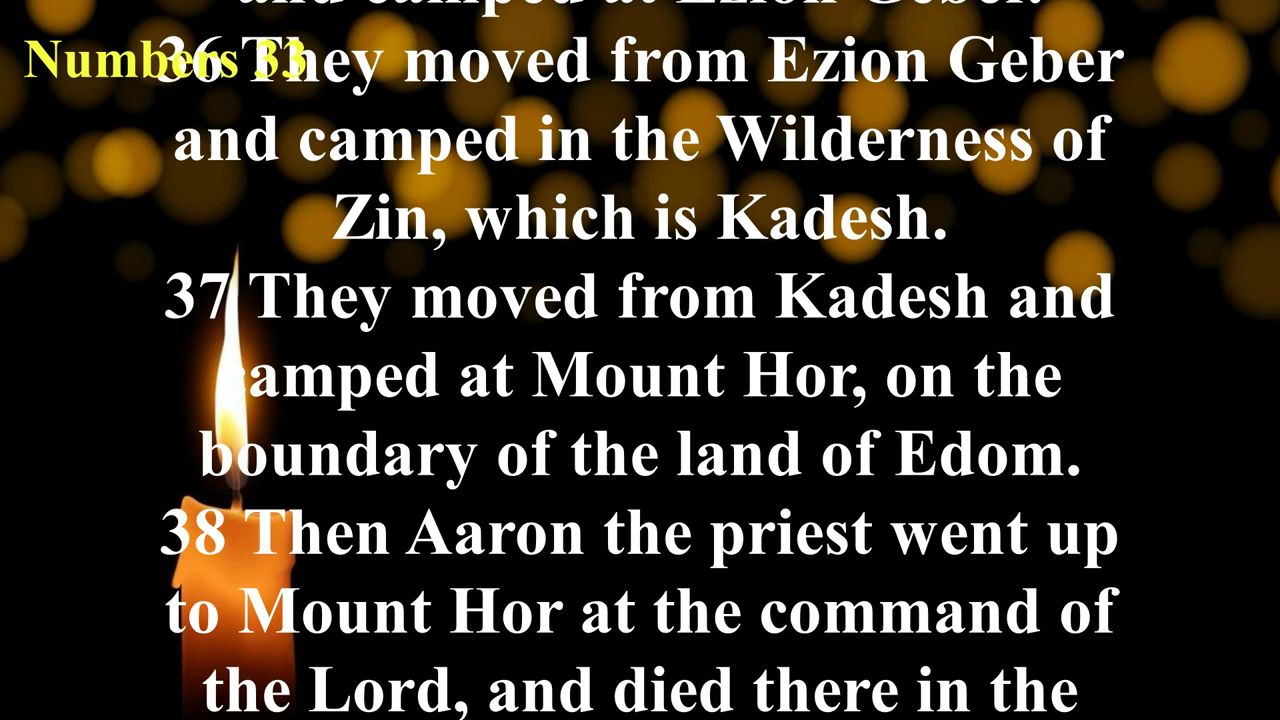 and camped at Ezion Geber.
Numbers 33
36 They moved from Ezion Geber
and camped in the Wilderness of
Zin, which is Kadesh.
37 They moved from Kadesh and
camped at Mount Hor, on the
boundary of the land of Edom.
38 Then Aaron the priest went up
to Mount Hor at the command of
the Lord, and died there in the